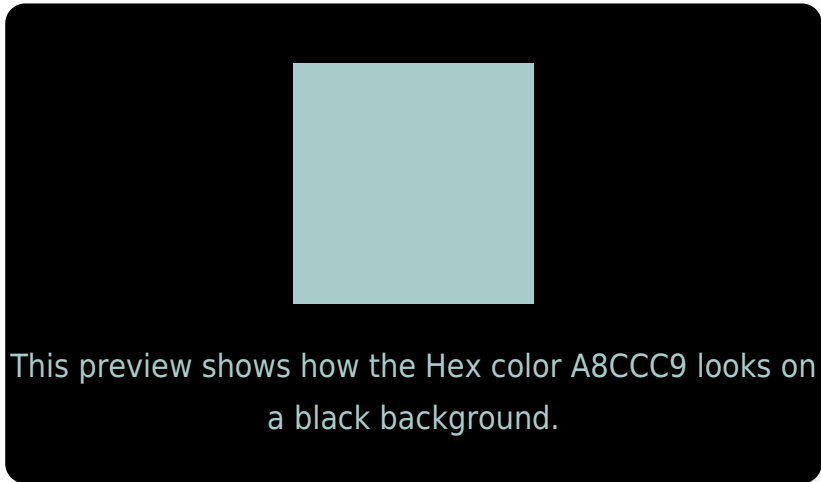 This preview shows how the Hex color A8CCC9 looks on
a black background.